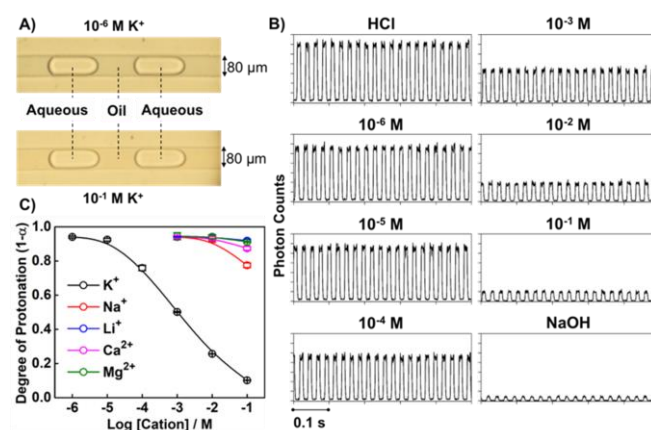 A)
10⁻⁶ M K⁺
80 µm
Aqueous Oil Aqueous
80 µm
10⁻¹ M K⁺
B)
HCl
10⁻³ M
10⁻⁶ M
10⁻² M
10⁻⁵ M
10⁻¹ M
10⁻⁴ M
NaOH
Photon Counts
0.1 s
C)
Degree of Protonation (1-α)
1.0
0.8
0.6
0.4
0.2
0.0
K⁺
Na⁺
Li⁺
Ca²⁺
Mg²⁺
-6 -5 -4 -3 -2 -1
Log [Cation] / M